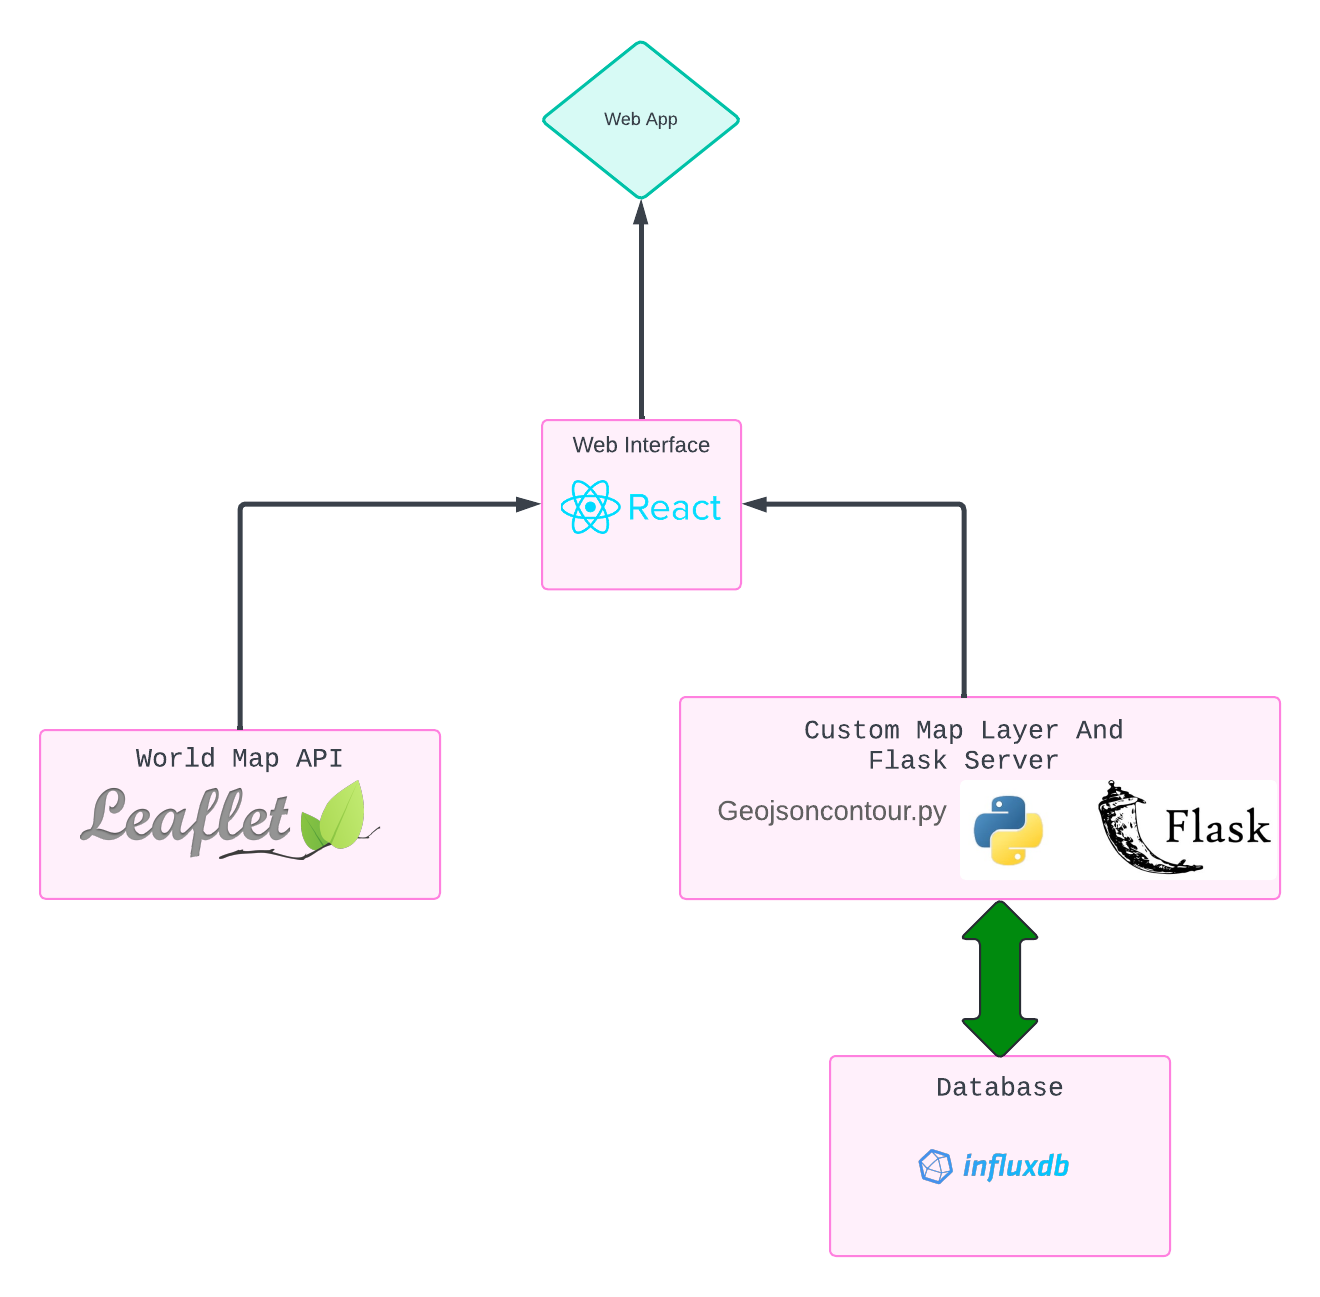 Web App
Web Interface
React
World Map API
Leaflet
Custom Map Layer And
Flask Server
Geojsoncontour.py
Flask
Database
influxdb